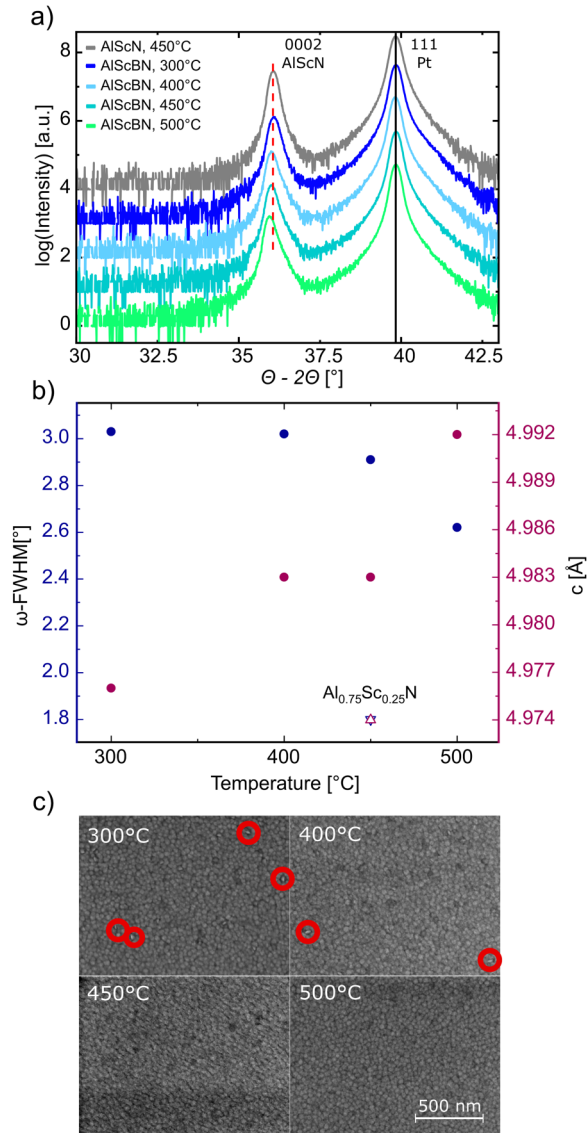 a)
AlScN, 450°C
AlScBN, 300°C
AlScBN, 400°C
AlScBN, 450°C
AlScBN, 500°C
0002
AlScN
111
Pt
log(Intensity) [a.u.]
8
6
4
2
0
30
32.5
35
37.5
40
42.5
Θ - 2Θ [°]
b)
ω-FWHM[°]
3.0
2.8
2.6
2.4
2.2
2.0
1.8
4.992
4.989
4.986
4.983
4.980
4.977
4.974
c [Å]
Al0.75Sc0.25N
300
400
500
Temperature [°C]
c)
300°C
400°C
450°C
500°C
500 nm